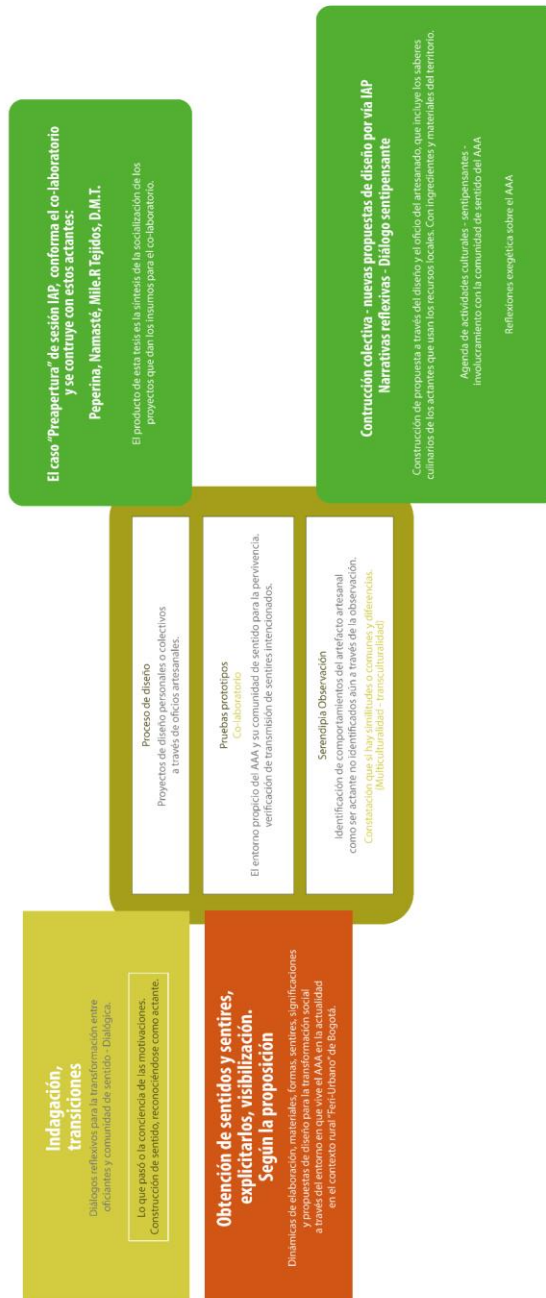 Indagación,
transiciones
Diálogos reflexivos para la transformación entre
oficiantes y comunidad de sentido - Dialógica.
Lo que pasó o la conciencia de las motivaciones.
Construcción de sentido, reconociéndose como actante.
Obtención de sentidos y sentires,
explicitarlos, visibilización.
Según la proposición
Dinámicas de elaboración, materiales, formas, sentires, significaciones
y propuestas de diseño para la transformación social
a través del entorno en que vive el AAA en la actualidad
en el contexto rural "Feri-Urbano" de Bogotá.
Proceso de diseño
Proyectos de diseño personales o colectivos
a través de oficios artesanales.
Pruebas prototipos
Co-laboratorio
El entorno propicio del AAA y su comunidad de sentido para la pervivencia.
verificación de transmisión de sentires intencionados.
Serendipia Observación
Identificación de comportamientos del artefacto artesanal
como ser actante no identificados aún a través de la observación.
Constatación que si hay similitudes o comunes y diferencias.
(Multiculturalidad - transculturalidad)
El caso "Preapertura" de sesión IAP, conforma el co-laboratorio
y se contruye con estos actantes:
Peperina, Namasté, Mile.R Tejidos, D.M.T.
El producto de esta tesis es la síntesis de la socialización de los
proyectos que dan los insumos para el co-laboratorio.
Contrucción colectiva - nuevas propuestas de diseño por vía IAP
Narrativas reflexivas - Diálogo sentipensante
Construcción de propuesta a través del diseño y el oficio del artesanado, que incluye los saberes
culinarios de los actantes que usan los recursos locales. Con ingredientes y materiales del territorio.
Agenda de actividades culturales - sentipensantes -
involucramiento con la comunidad de sentido del AAA
Reflexiones exegética sobre el AAA